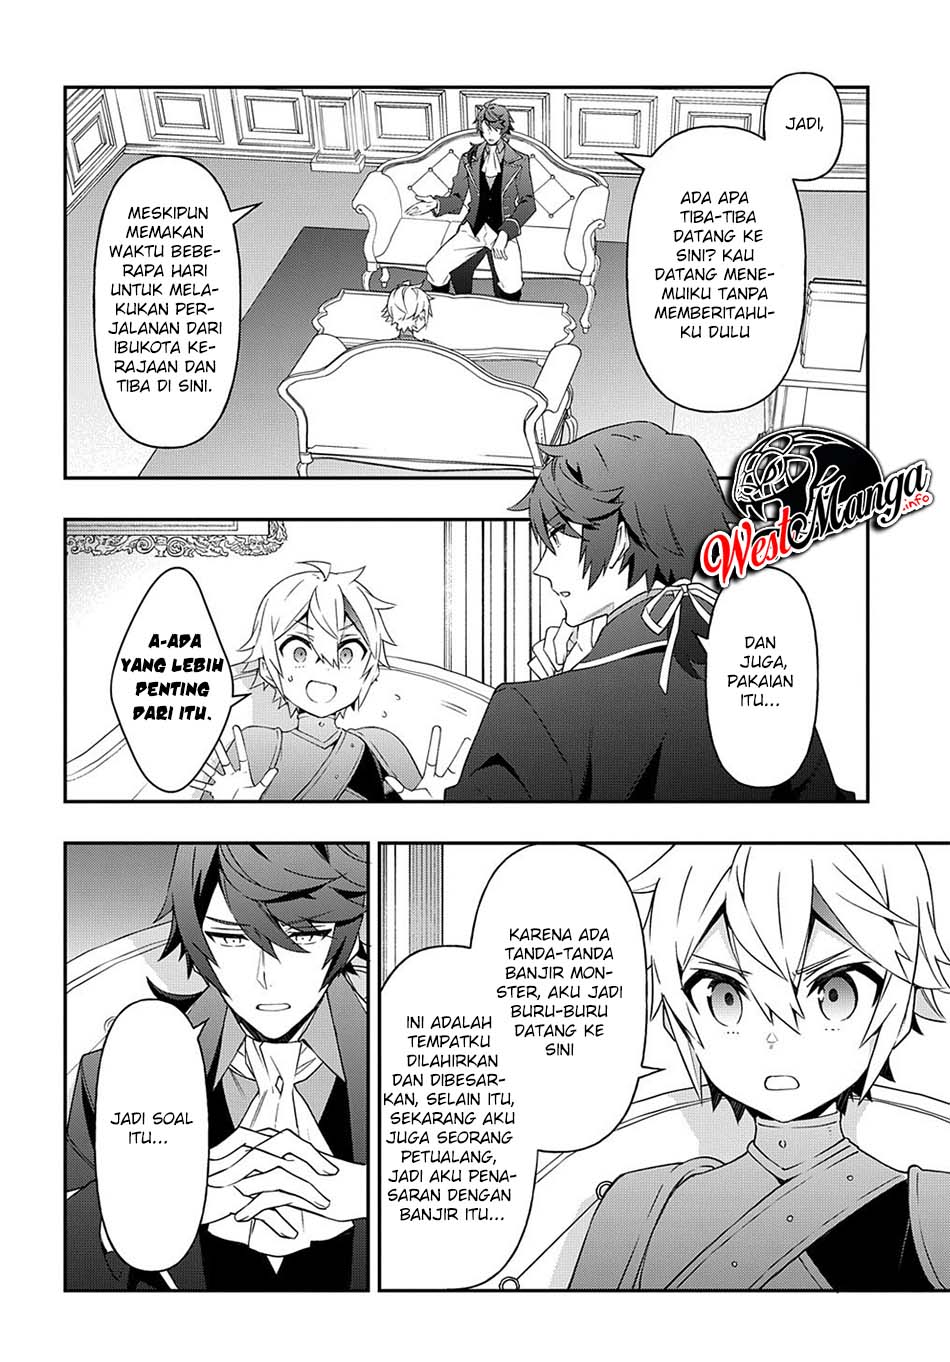 JADI,
ADA APA
TIBA-TIBA
DATANG KE
SINI? KAU
DATANG MENE-
MUIKU TANPA
MEMBERITAHU-
KU DULU
MESKIPUN
MEMAKAN
WAKTU BEBE-
RAPA HARI
UNTUK MELA-
KUKAN PER-
JALANAN DARI
IBUKOTA KE-
RAJAAN DAN
TIBA DI SINI.
WestManga
.info
DAN
JUGA,
PAKAIAN
ITU...
A-ADA
YANG LEBIH
PENTING
DARI ITU.
KARENA ADA
TANDA-TANDA
BANJIR MON-
STER, AKU JADI
BURU-BURU
DATANG KE
SINI
INI ADALAH
TEMPATKU
DILAHIRKAN
DAN DIBESAR-
KAN, SELAIN ITU,
SEKARANG AKU
JUGA SEORANG
PETUALANG,
JADI AKU PENA-
SARAN DENGAN
BANJIR ITU...
JADI SOAL
ITU...